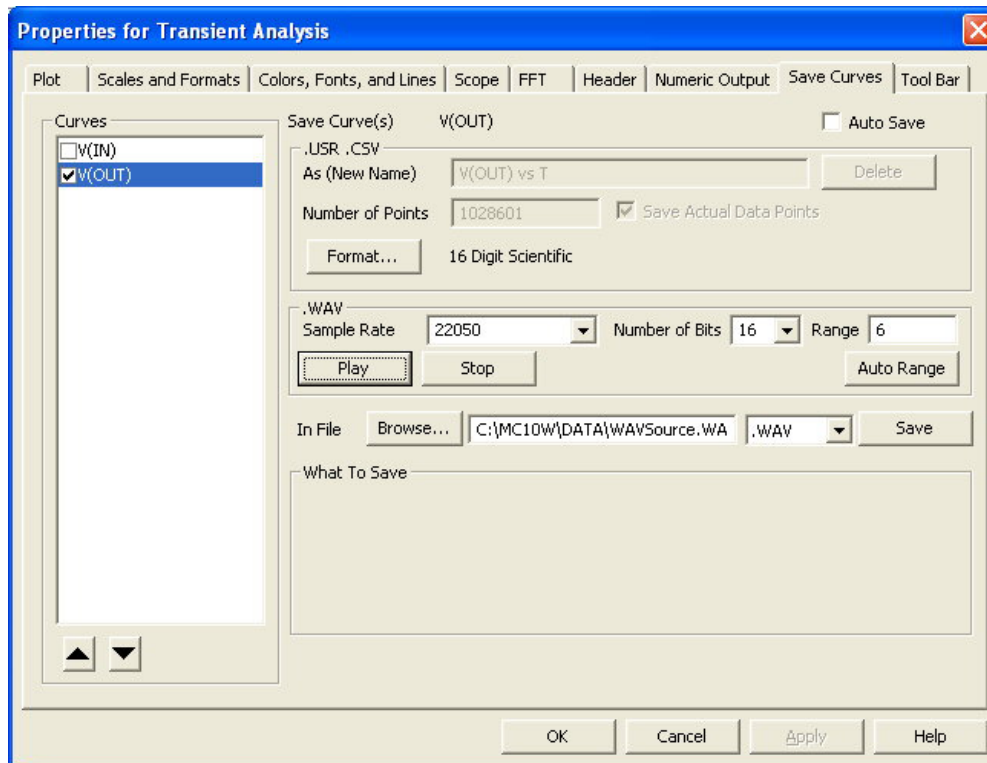 Properties for Transient Analysis
Plot Scales and Formats Colors, Fonts, and Lines Scope FFT Header Numeric Output Save Curves Tool Bar
Curves
V(IN)
V(OUT)
Save Curve(s) V(OUT) Auto Save
.USR .CSV
As (New Name) V(OUT) vs T Delete
Number of Points 1028601 Save Actual Data Points
Format... 16 Digit Scientific
.WAV
Sample Rate 22050 Number of Bits 16 Range 6
Play Stop Auto Range
In File Browse... C:\MC10W\DATA\WAVSource.WA .WAV Save
What To Save
OK Cancel Apply Help